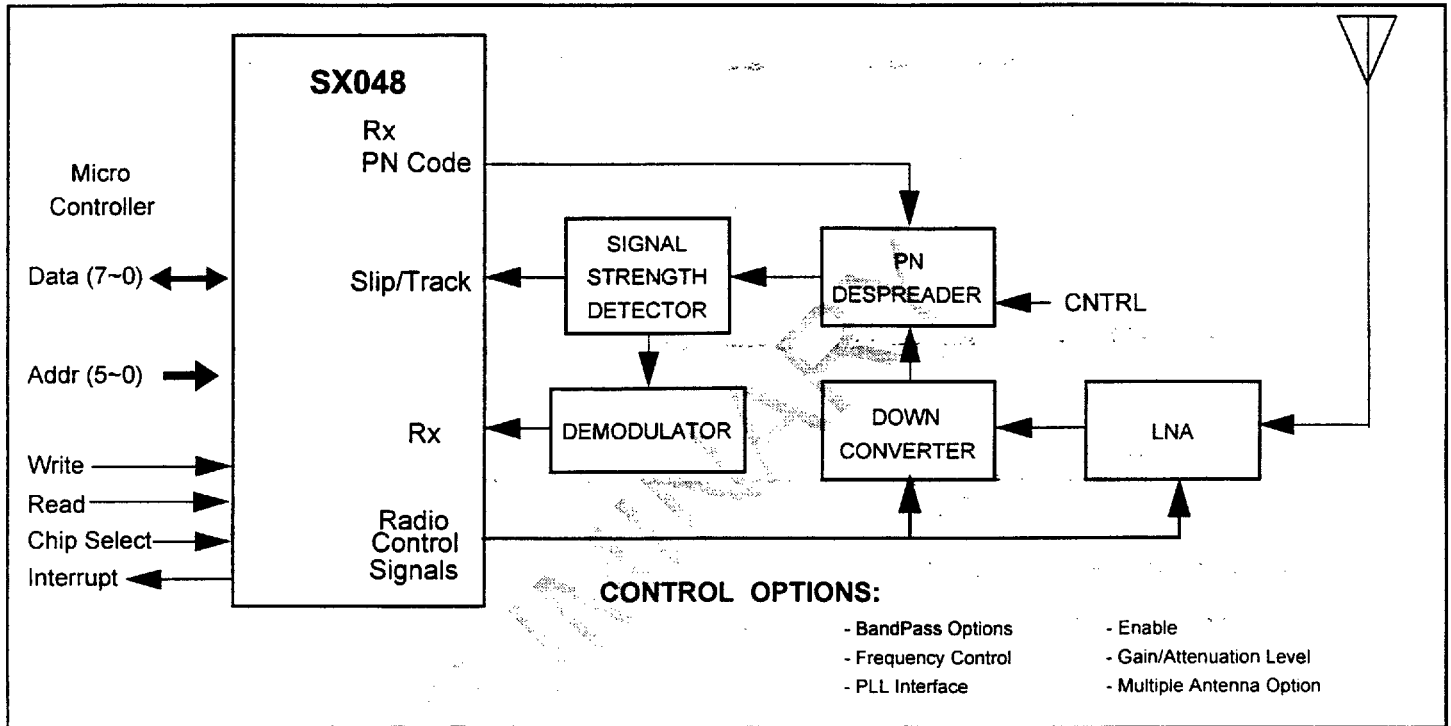 SX048
Rx
PN Code
Micro
Controller
Data (7~0)
Slip/Track
SIGNAL
STRENGTH
DETECTOR
PN
DESPREADER
CNTRL
Addr (5~0)
Rx
DEMODULATOR
DOWN
CONVERTER
LNA
Write
Read
Chip Select
Interrupt
Radio
Control
Signals
CONTROL OPTIONS:
- BandPass Options
- Frequency Control
- PLL Interface
- Enable
- Gain/Attenuation Level
- Multiple Antenna Option